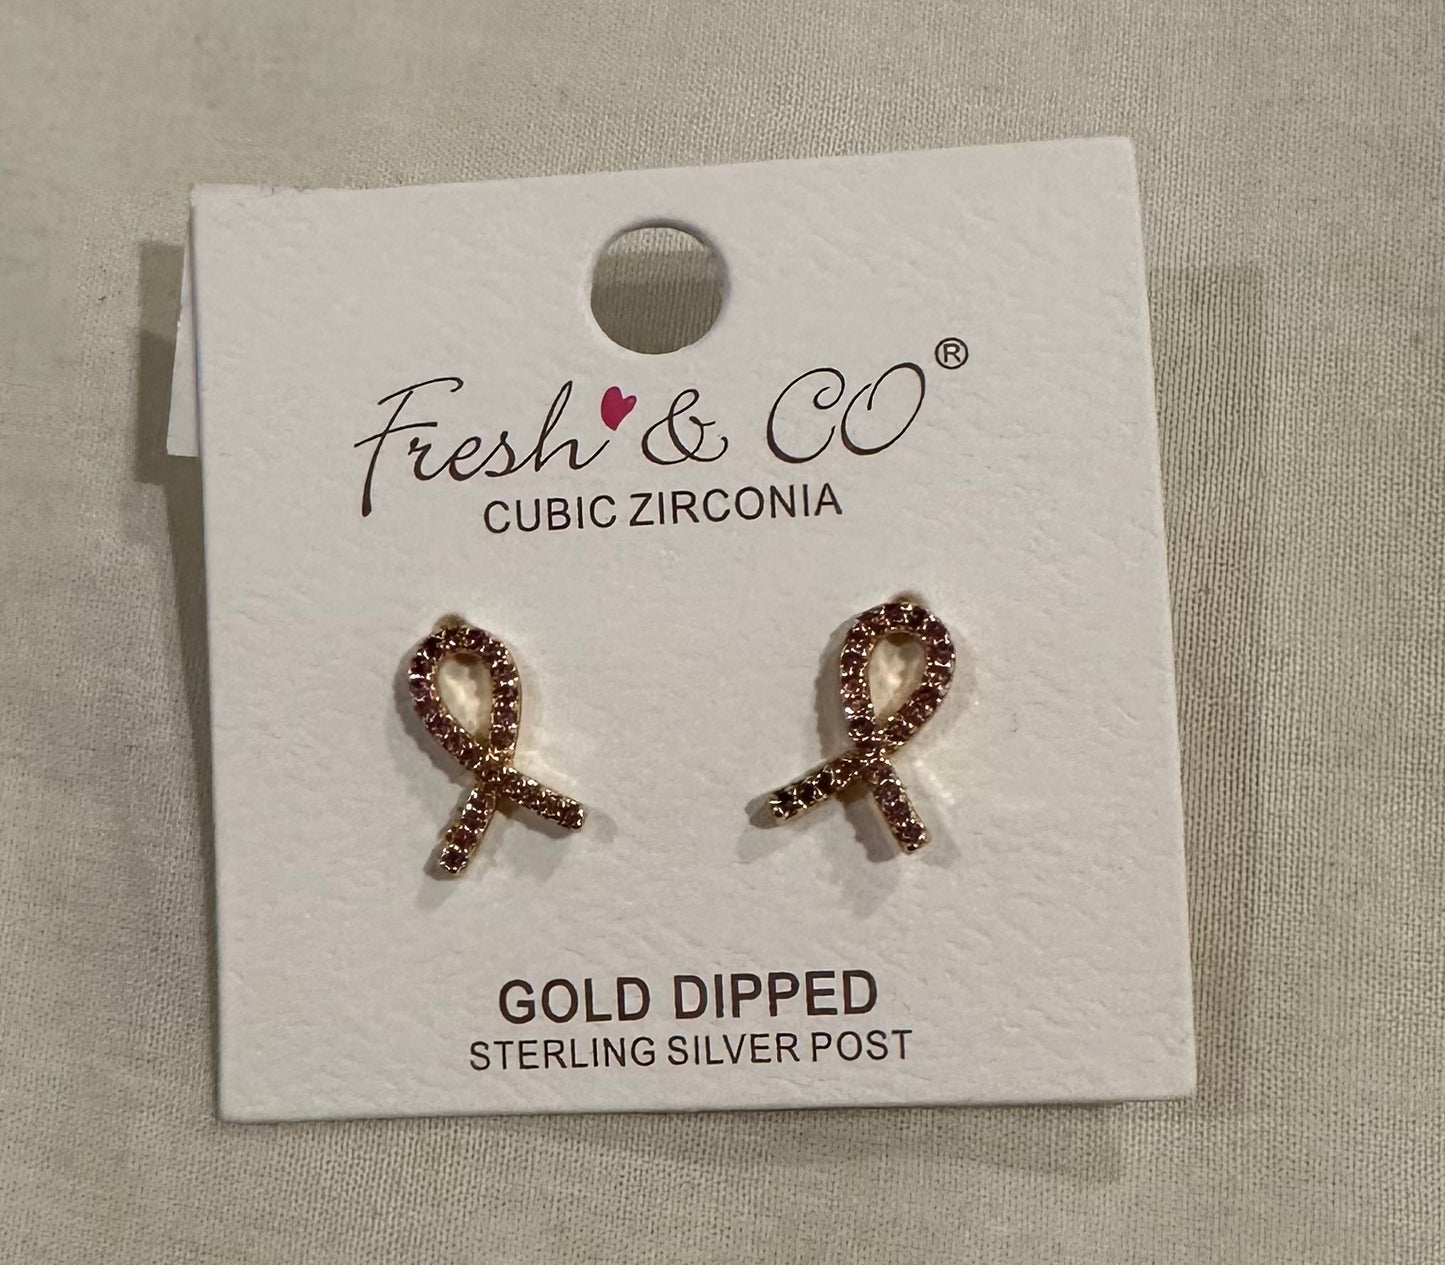 Fresh & CO®
CUBIC ZIRCONIA
GOLD DIPPED
STERLING SILVER POST